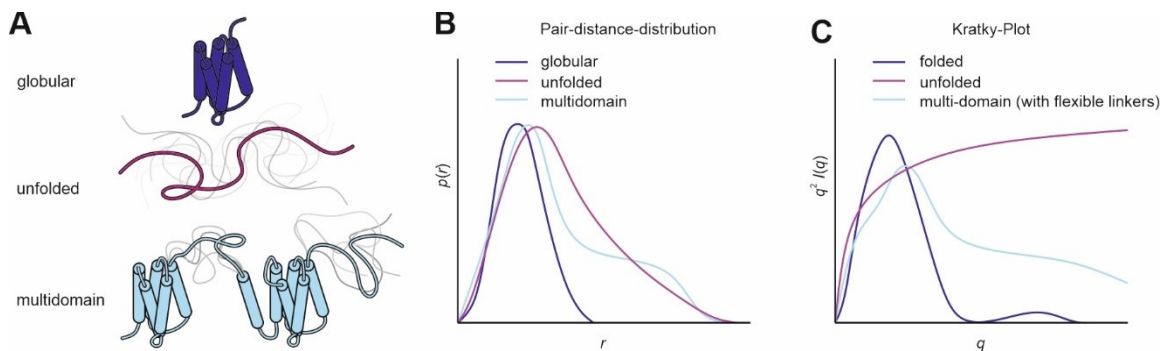 A
globular
unfolded
multidomain
B
Pair-distance-distribution
globular
unfolded
multidomain
p(r)
r
C
Kratky-Plot
folded
unfolded
multi-domain (with flexible linkers)
q² I(q)
q